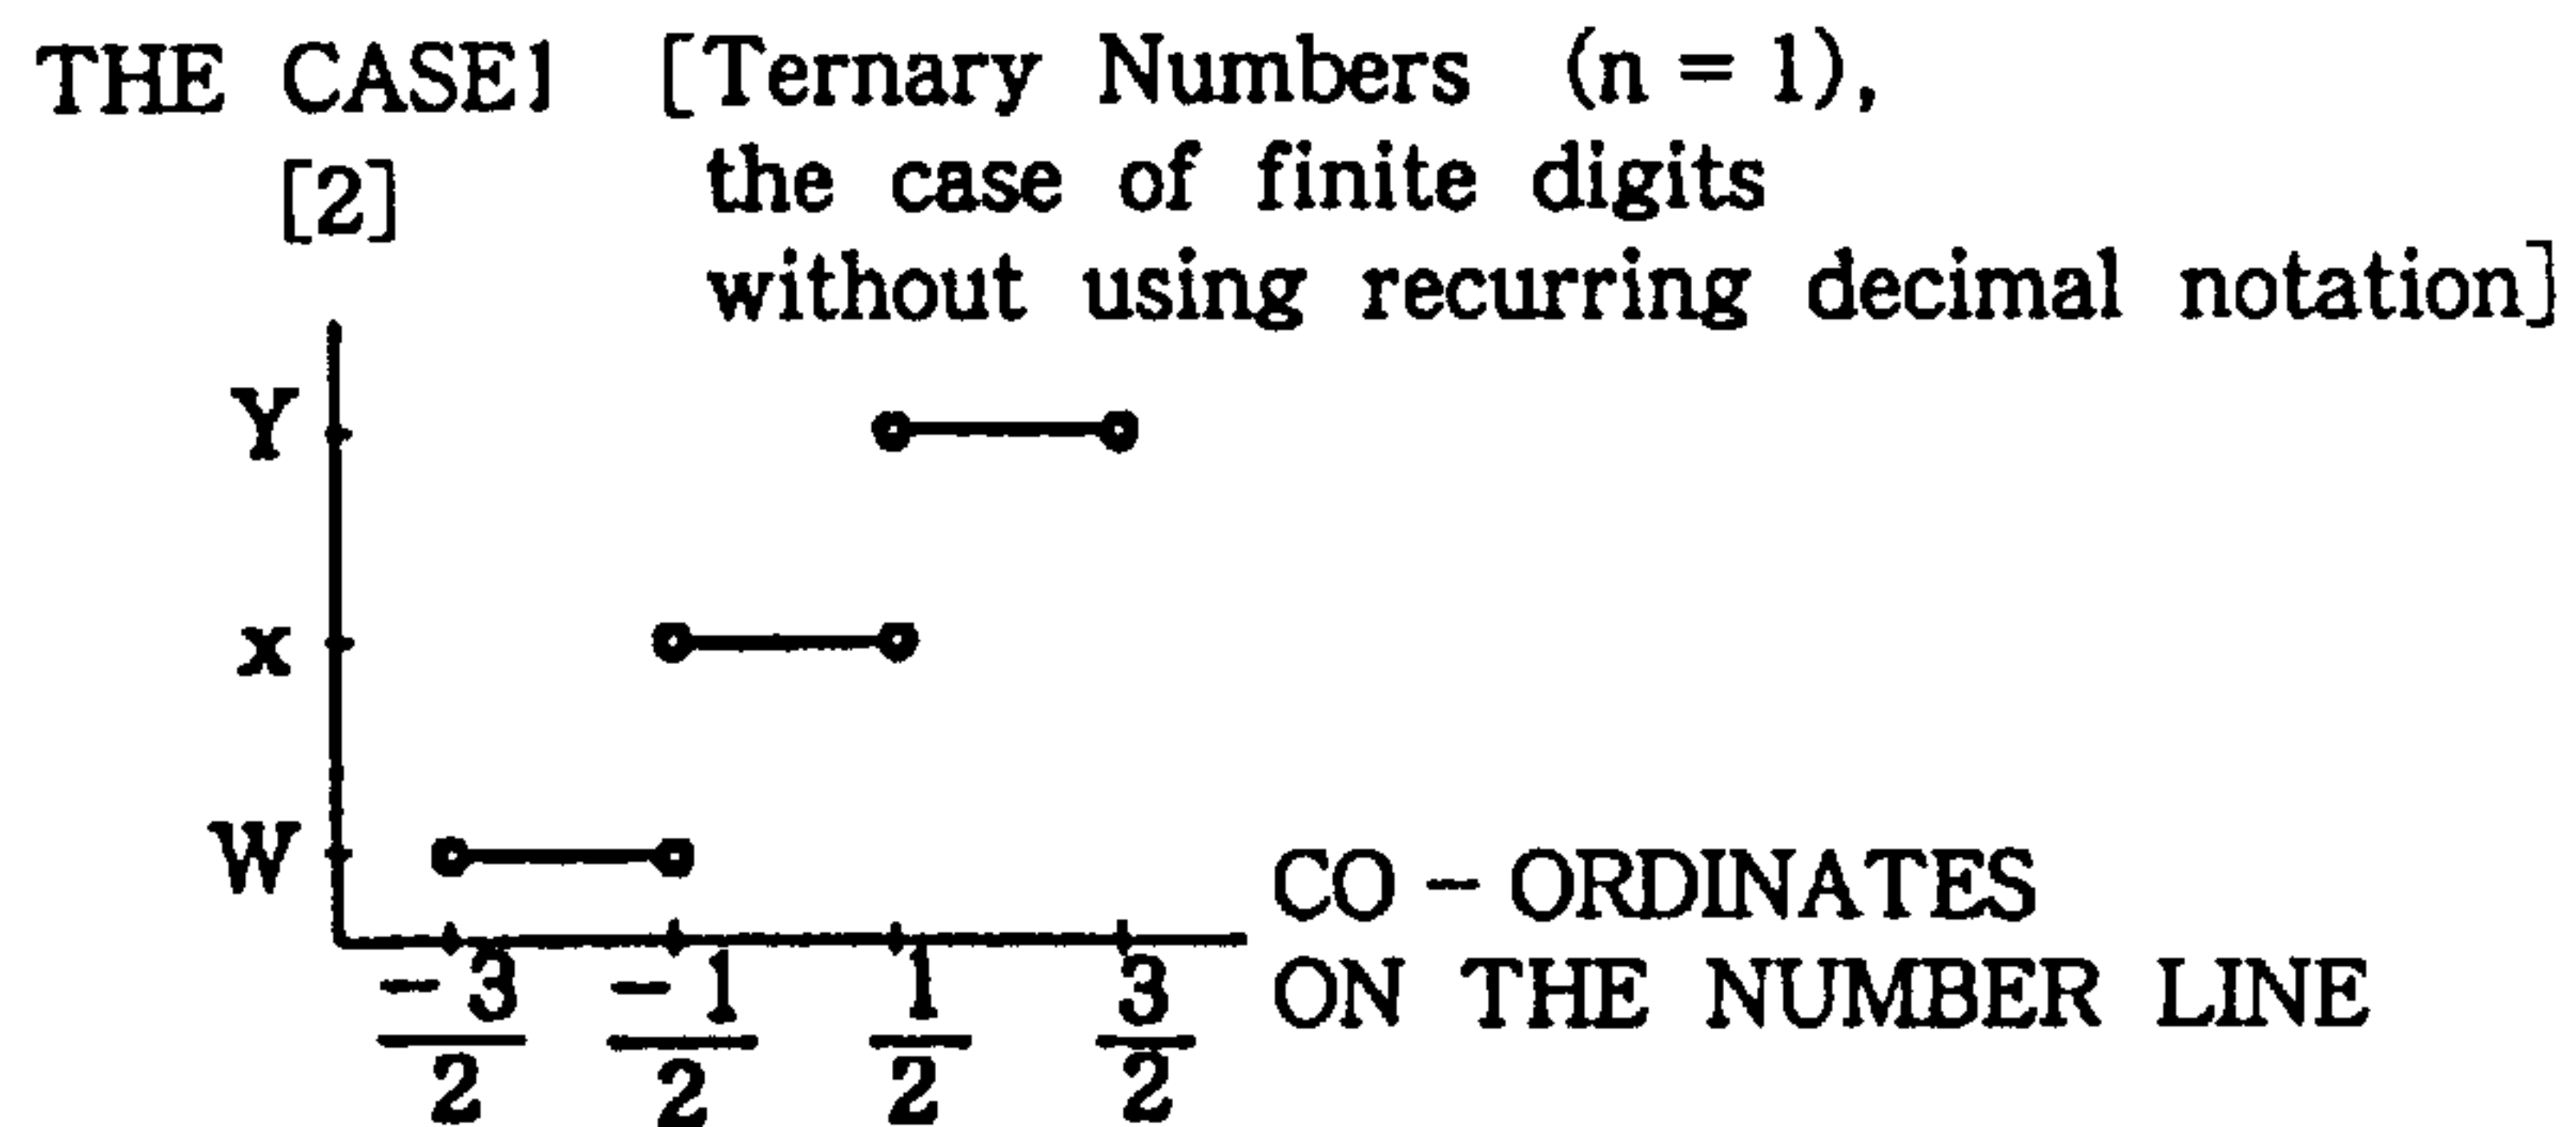 THE CASE1 [Ternary Numbers (n = 1),
[2] the case of finite digits
without using recurring decimal notation]
Y
x
W
CO - ORDINATES
ON THE NUMBER LINE
-3/2 -1/2 1/2 3/2